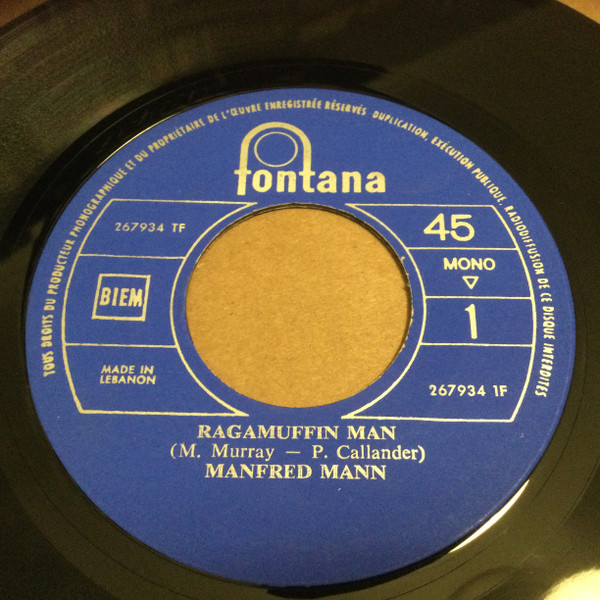 TOUS DROITS DU PRODUCTEUR PHONOGRAPHIQUE ET DU PROPRIÉTAIRE DE L'ŒUVRE ENREGISTRÉE RÉSERVÉS DUPLICATION, EXÉCUTION PUBLIQUE, RADIODIFFUSION DE CE DISQUE INTERDITES
fontana
267934 TF
45
BIEM
MONO
1
MADE IN
LEBANON
267934 1F
RAGAMUFFIN MAN
(M. Murray — P. Callander)
MANFRED MANN